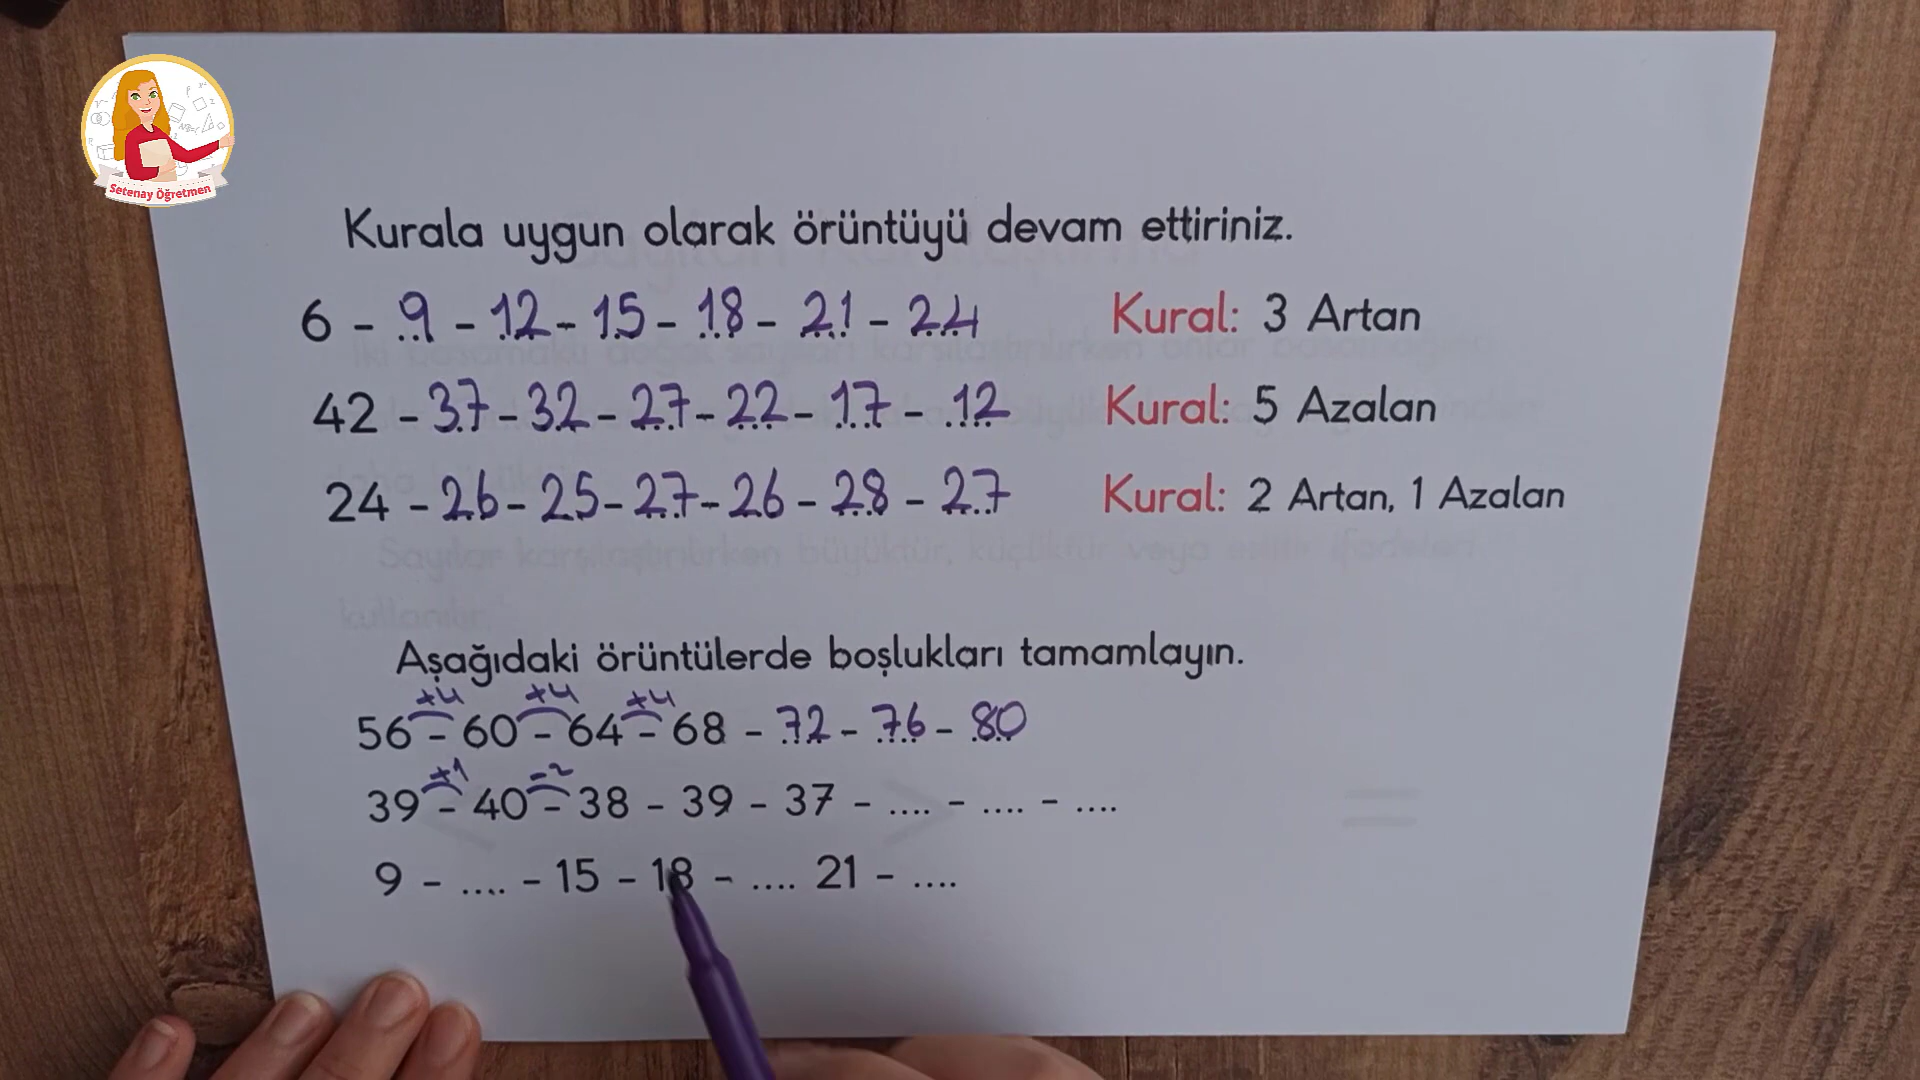 Setenay Öğretmen
Kurala uygun olarak örüntüyü devam ettiriniz.
6 - 9 - 12 - 15 - 18 - 21 - 24 Kural: 3 Artan
42 - 37 - 32 - 27 - 22 - 17 - 12 Kural: 5 Azalan
24 - 26 - 25 - 27 - 26 - 28 - 27 Kural: 2 Artan, 1 Azalan
Aşağıdaki örüntülerde boşlukları tamamlayın.
+4 +4 +4
56 - 60 - 64 - 68 - 72 - 76 - 80
+1 -2
39 - 40 - 38 - 39 - 37 - .... - .... - ....
9 - .... - 15 - 18 - .... 21 - ....